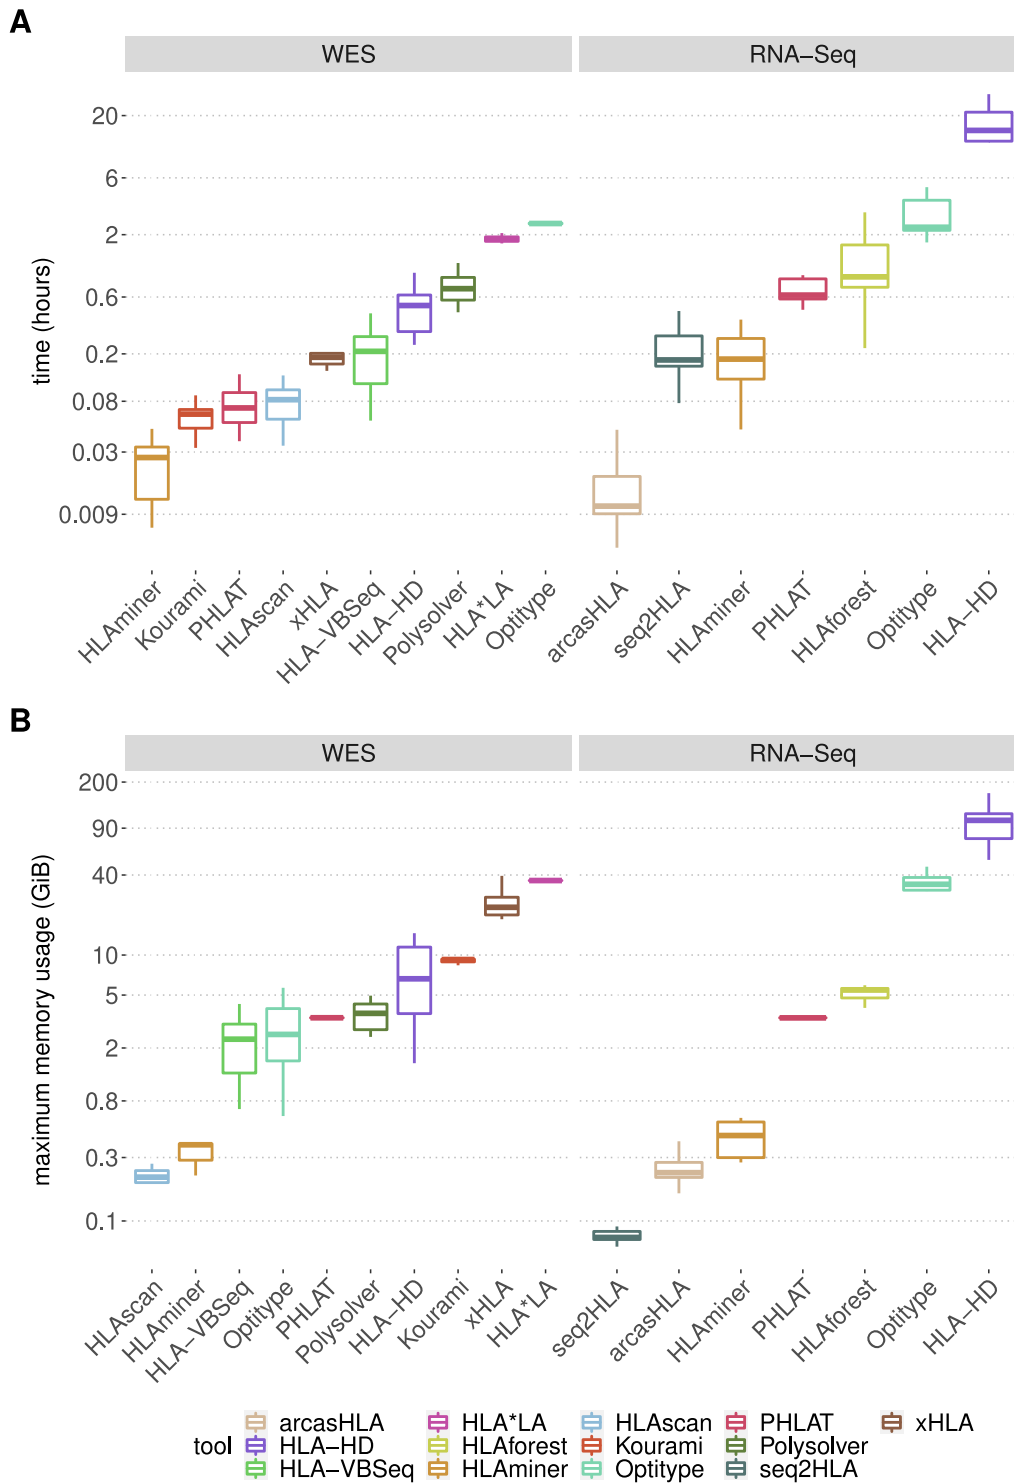 A
WES
RNA−Seq
time (hours)
20
6
2
0.6
0.2
0.08
0.03
0.009
HLAminer
Kourami
PHLAT
HLAscan
xHLA
HLA−VBSeq
HLA−HD
Polysolver
HLA*LA
Optitype
arcasHLA
seq2HLA
HLAminer
PHLAT
HLAforest
Optitype
HLA−HD
B
WES
RNA−Seq
maximum memory usage (GiB)
200
90
40
10
5
2
0.8
0.3
0.1
HLAscan
HLAminer
HLA−VBSeq
Optitype
PHLAT
Polysolver
HLA−HD
Kourami
xHLA
HLA*LA
seq2HLA
arcasHLA
HLAminer
PHLAT
HLAforest
Optitype
HLA−HD
tool
arcasHLA
HLA−HD
HLA−VBSeq
HLA*LA
HLAforest
HLAminer
HLAscan
Kourami
Optitype
PHLAT
Polysolver
seq2HLA
xHLA